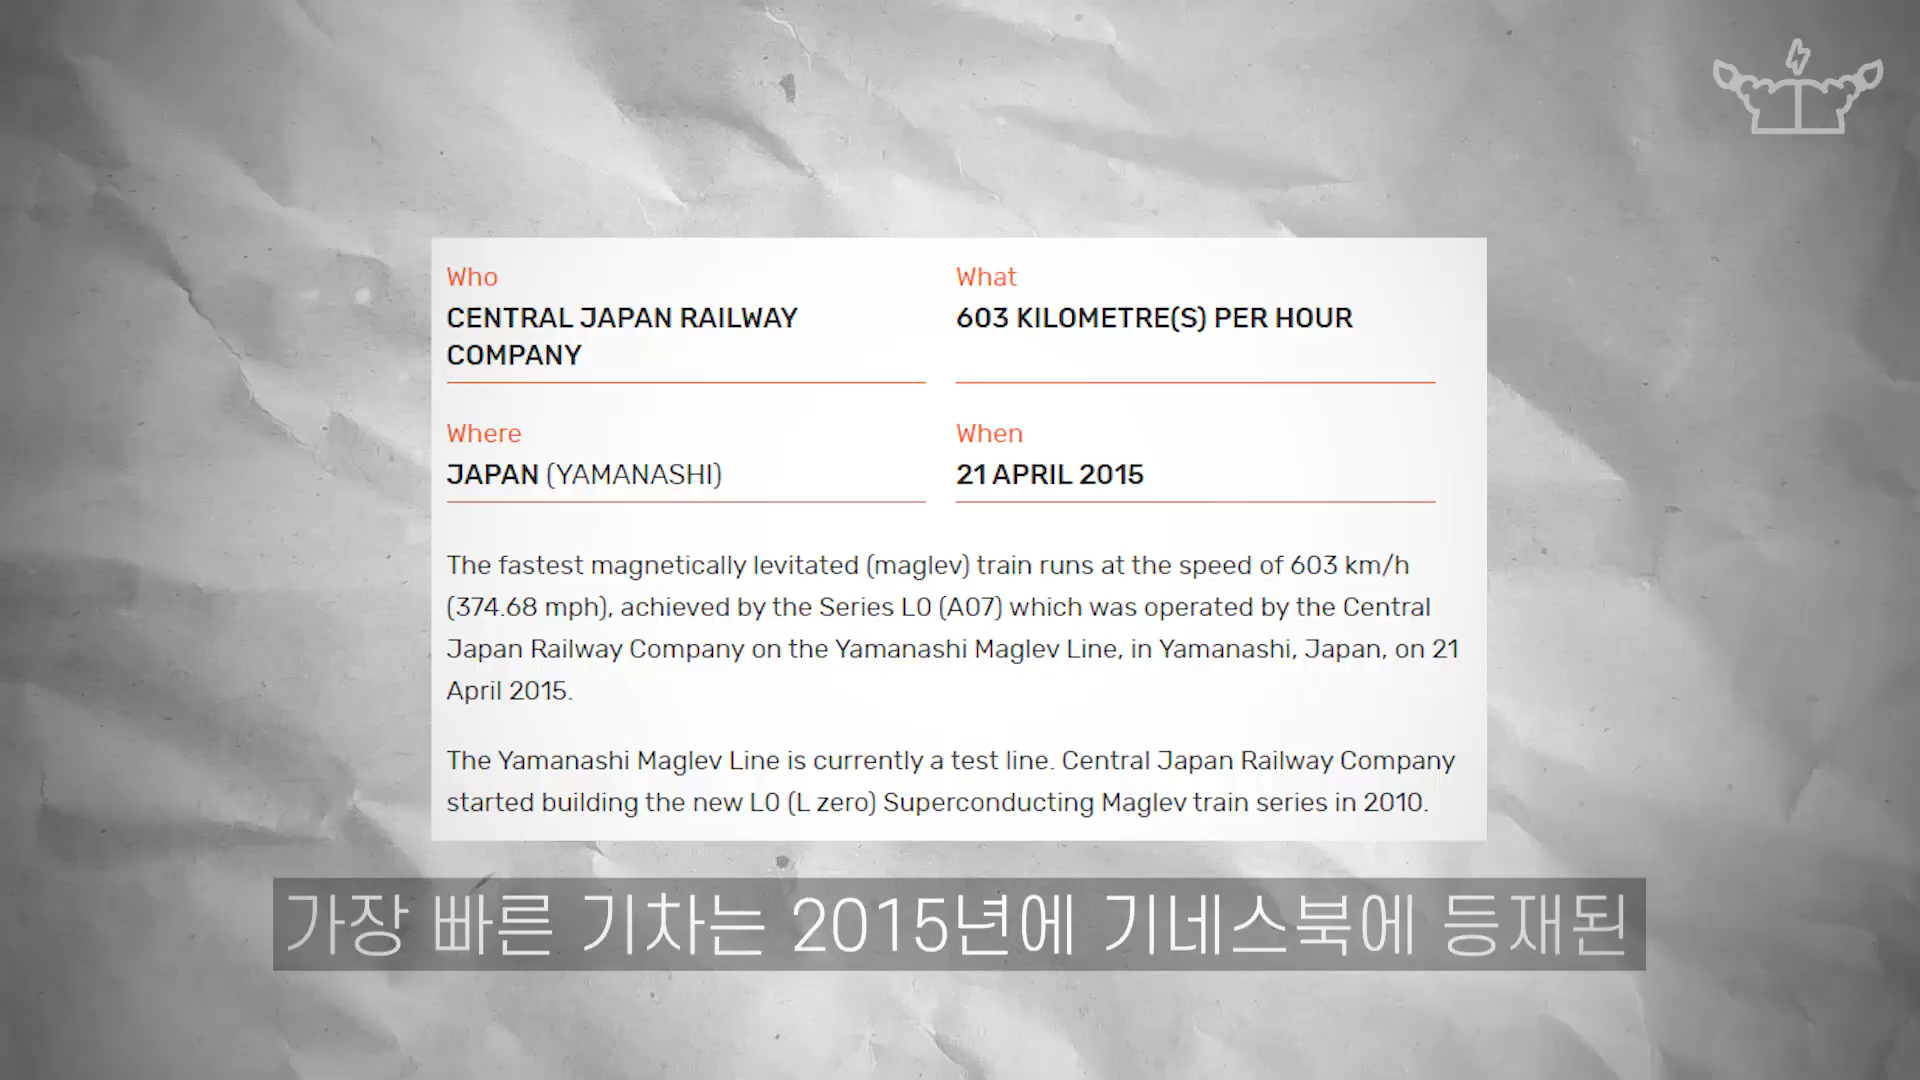 Who
CENTRAL JAPAN RAILWAY
COMPANY
What
603 KILOMETRE(S) PER HOUR
Where
JAPAN (YAMANASHI)
When
21 APRIL 2015
The fastest magnetically levitated (maglev) train runs at the speed of 603 km/h
(374.68 mph), achieved by the Series L0 (A07) which was operated by the Central
Japan Railway Company on the Yamanashi Maglev Line, in Yamanashi, Japan, on 21
April 2015.
The Yamanashi Maglev Line is currently a test line. Central Japan Railway Company
started building the new L0 (L zero) Superconducting Maglev train series in 2010.
가장 빠른 기차는 2015년에 기네스북에 등재된